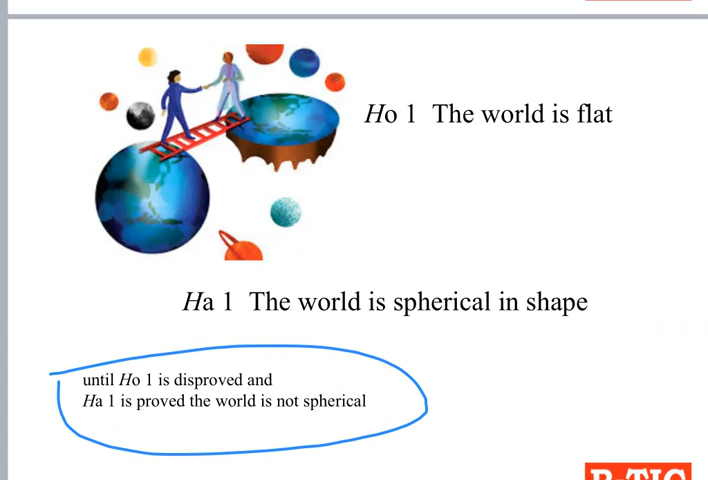 Ho 1 The world is flat
Ha 1 The world is spherical in shape
until Ho 1 is disproved and
Ha 1 is proved the world is not spherical